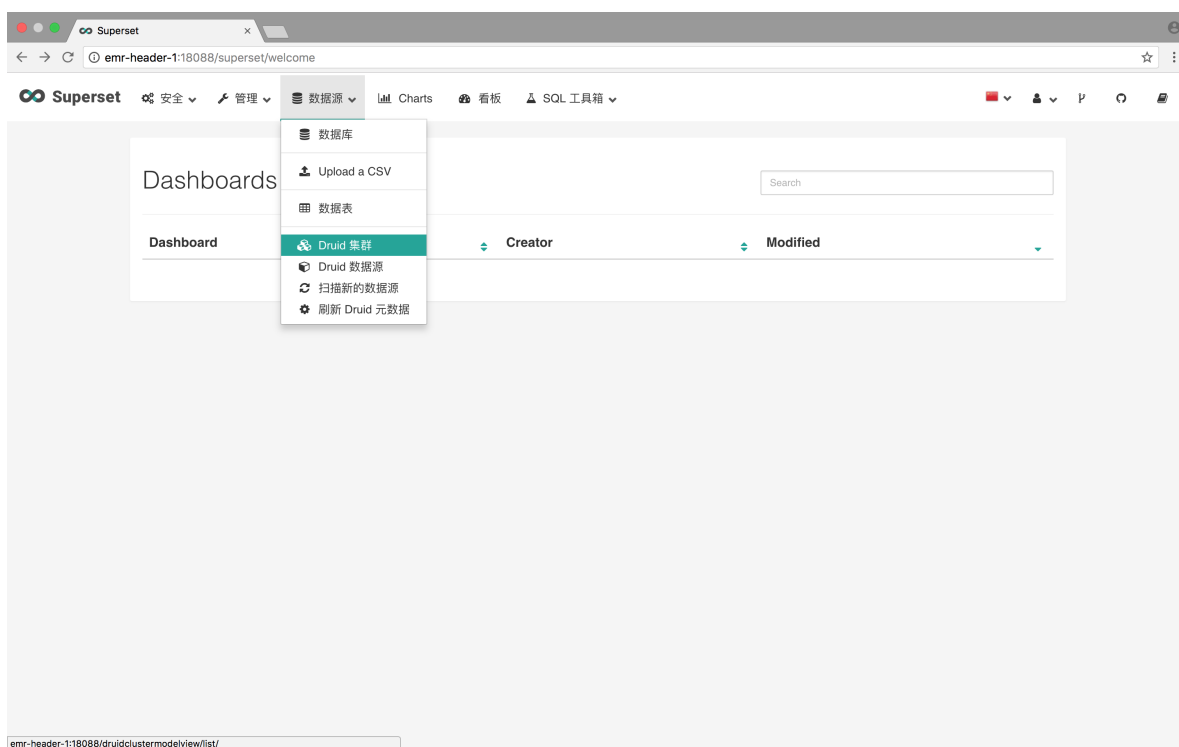 Superset
emr-header-1:18088/superset/welcome
Superset 安全 管理 数据源 Charts 看板 SQL 工具箱
数据库
Upload a CSV
数据表
Druid 集群
Druid 数据源
扫描新的数据源
刷新 Druid 元数据
Dashboards
Search
Dashboard Creator Modified
emr-header-1:18088/druidclustermodelview/list/